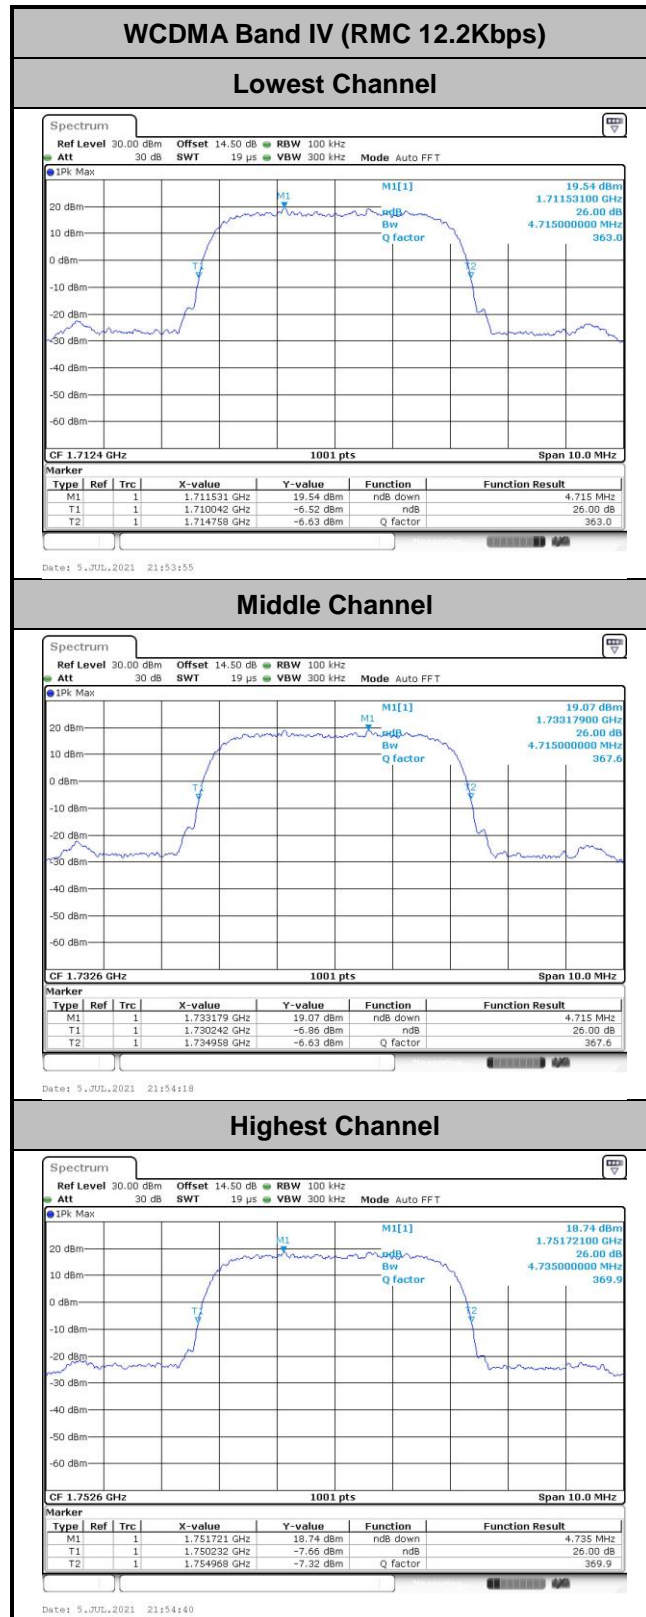 WCDMA Band IV (RMC 12.2Kbps)
Lowest Channel
Spectrum
Ref Level 30.00 dBm Offset 14.50 dB RBW 100 kHz
Att 30 dB SWT 19 µs VBW 300 kHz Mode Auto FFT
1Pk Max
M1[1] 19.54 dBm
1.71153100 GHz
M1
20 dBm
ndB 26.00 dB
Bw 4.715000000 MHz
10 dBm
Q factor 363.0
0 dBm
T1 T2
-10 dBm
-20 dBm
-30 dBm
-40 dBm
-50 dBm
-60 dBm
CF 1.7124 GHz 1001 pts Span 10.0 MHz
Marker
Type Ref Trc X-value Y-value Function Function Result
M1 1 1.711531 GHz 19.54 dBm ndB down 4.715 MHz
T1 1 1.710042 GHz -6.52 dBm ndB 26.00 dB
T2 1 1.714758 GHz -6.63 dBm Q factor 363.0
Date: 5.JUL.2021 21:53:55
Middle Channel
Spectrum
Ref Level 30.00 dBm Offset 14.50 dB RBW 100 kHz
Att 30 dB SWT 19 µs VBW 300 kHz Mode Auto FFT
1Pk Max
M1[1] 19.07 dBm
M1 1.73317900 GHz
20 dBm
ndB 26.00 dB
Bw 4.715000000 MHz
10 dBm
Q factor 367.6
0 dBm
T1 T2
-10 dBm
-20 dBm
-30 dBm
-40 dBm
-50 dBm
-60 dBm
CF 1.7326 GHz 1001 pts Span 10.0 MHz
Marker
Type Ref Trc X-value Y-value Function Function Result
M1 1 1.733179 GHz 19.07 dBm ndB down 4.715 MHz
T1 1 1.730242 GHz -6.86 dBm ndB 26.00 dB
T2 1 1.734958 GHz -6.63 dBm Q factor 367.6
Date: 5.JUL.2021 21:54:18
Highest Channel
Spectrum
Ref Level 30.00 dBm Offset 14.50 dB RBW 100 kHz
Att 30 dB SWT 19 µs VBW 300 kHz Mode Auto FFT
1Pk Max
M1[1] 18.74 dBm
M1 1.75172100 GHz
20 dBm
ndB 26.00 dB
Bw 4.735000000 MHz
10 dBm
Q factor 369.9
0 dBm
T1 T2
-10 dBm
-20 dBm
-30 dBm
-40 dBm
-50 dBm
-60 dBm
CF 1.7526 GHz 1001 pts Span 10.0 MHz
Marker
Type Ref Trc X-value Y-value Function Function Result
M1 1 1.751721 GHz 18.74 dBm ndB down 4.735 MHz
T1 1 1.750232 GHz -7.66 dBm ndB 26.00 dB
T2 1 1.754968 GHz -7.32 dBm Q factor 369.9
Date: 5.JUL.2021 21:54:40